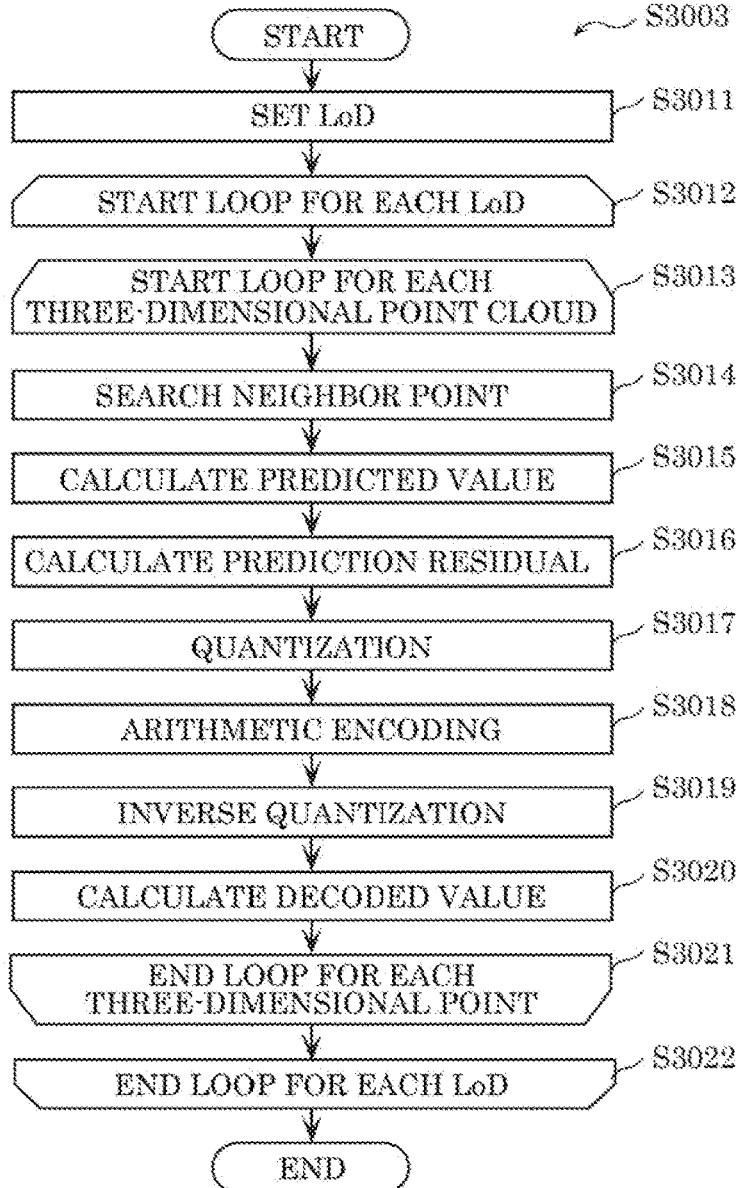 START
S3003
SET LoD
S3011
START LOOP FOR EACH LoD
S3012
START LOOP FOR EACH
THREE-DIMENSIONAL POINT CLOUD
S3013
SEARCH NEIGHBOR POINT
S3014
CALCULATE PREDICTED VALUE
S3015
CALCULATE PREDICTION RESIDUAL
S3016
QUANTIZATION
S3017
ARITHMETIC ENCODING
S3018
INVERSE QUANTIZATION
S3019
CALCULATE DECODED VALUE
S3020
END LOOP FOR EACH
THREE-DIMENSIONAL POINT
S3021
END LOOP FOR EACH LoD
S3022
END